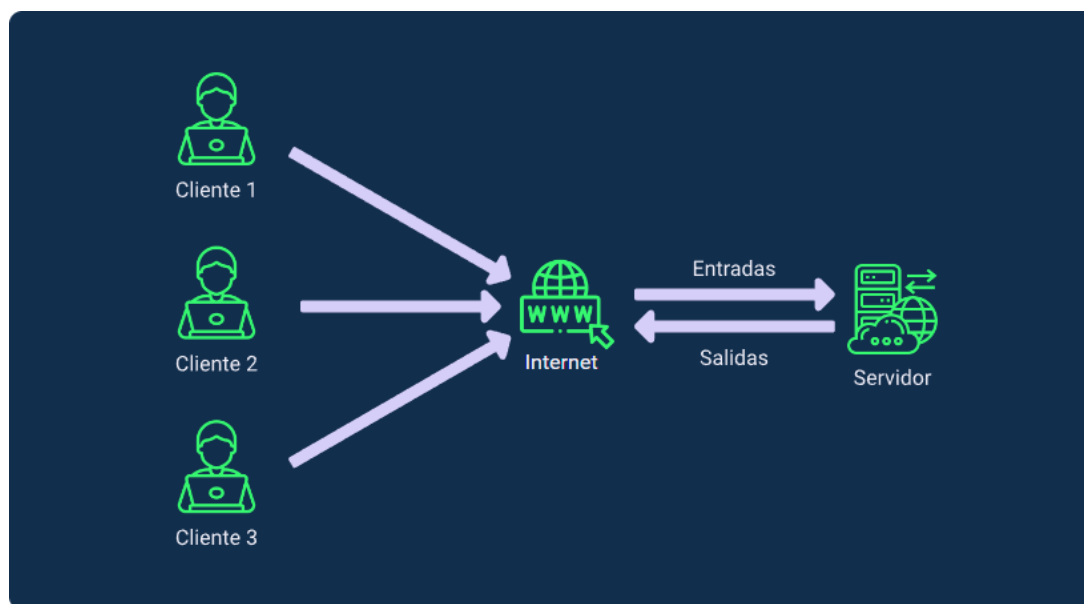 Cliente 1
Cliente 2
Cliente 3
WWW
Internet
Entradas
Salidas
Servidor